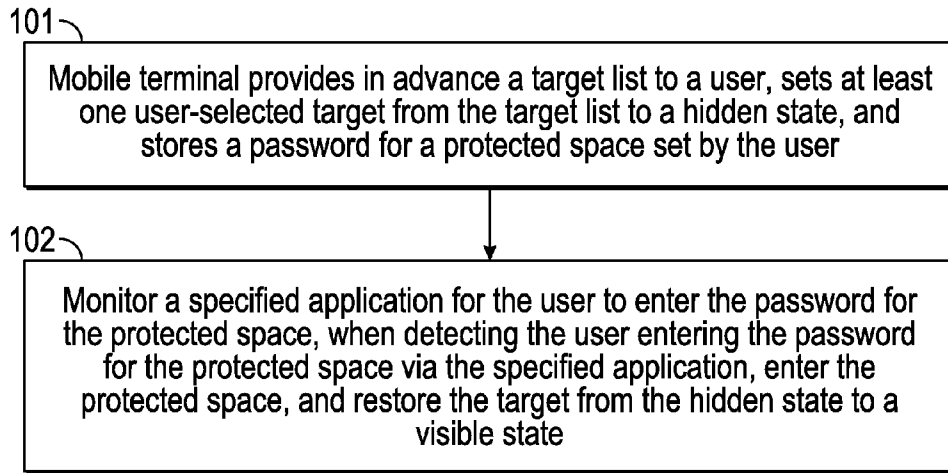 101
Mobile terminal provides in advance a target list to a user, sets at least
one user-selected target from the target list to a hidden state, and
stores a password for a protected space set by the user
102
Monitor a specified application for the user to enter the password for
the protected space, when detecting the user entering the password
for the protected space via the specified application, enter the
protected space, and restore the target from the hidden state to a
visible state